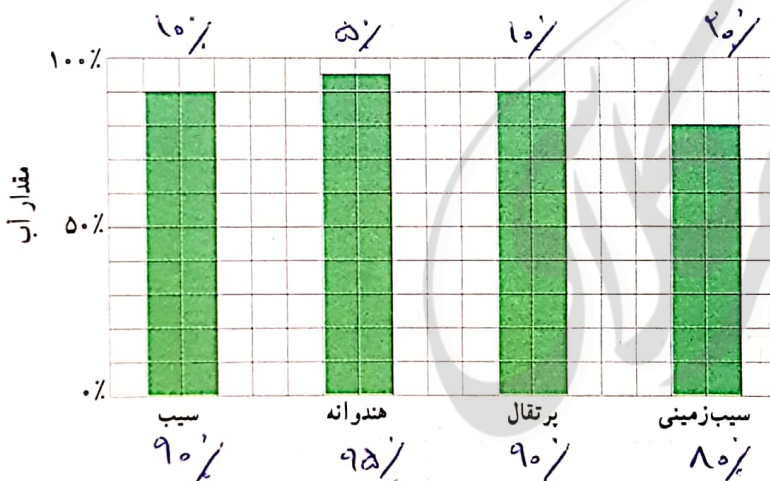 ۲۰٪ ۱۰٪ ۵٪ ۱۰٪
۱۰۰٪
مقدار آب
۵۰٪
۰٪
سیب‌زمینی پرتقال هندوانه سیب
۸۰٪ ۹۰٪ ۹۵٪ ۹۰٪